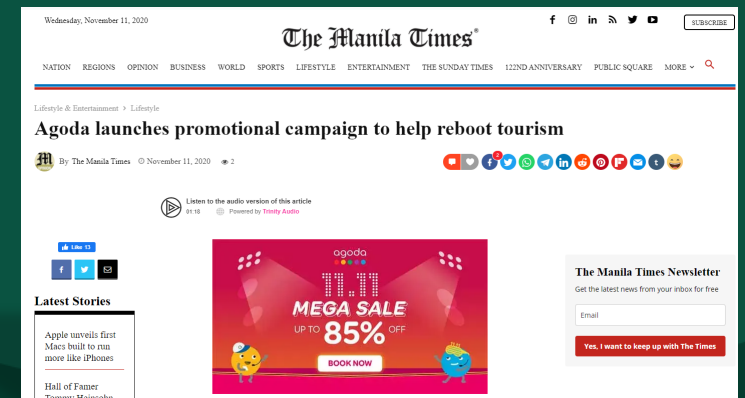 Wednesday, November 11, 2020
SUBSCRIBE
The Manila Times
NATION REGIONS OPINION BUSINESS WORLD SPORTS LIFESTYLE ENTERTAINMENT THE SUNDAY TIMES 122ND ANNIVERSARY PUBLIC SQUARE MORE
Lifestyle & Entertainment > Lifestyle
Agoda launches promotional campaign to help reboot tourism
By The Manila Times November 11, 2020 2
2
Listen to the audio version of this article
01:18 Powered by Trinity Audio
Like 13
Latest Stories
Apple unveils first
Macs built to run
more like iPhones
Hall of Famer
Tommy Heinsohn
agoda
11.11
MEGA SALE
UP TO 85% OFF
BOOK NOW
The Manila Times Newsletter
Get the latest news from your inbox for free
Email
Yes, I want to keep up with The Times